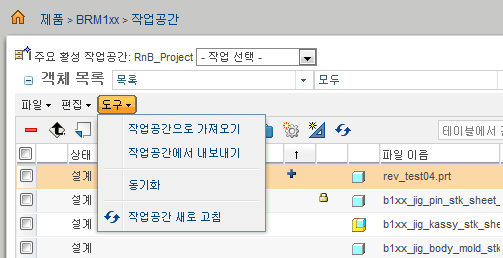 제품 > BRM1xx > 작업공간
주요 활성 작업공간: RnB_Project - 작업 선택 -
객체 목록 목록 모두
파일 편집 도구
작업공간으로 가져오기
작업공간에서 내보내기
동기화
작업공간 새로 고침
테이블에서
상태 파일 이름
설계 rev_test04.prt
설계 b1xx_jig_pin_stk_sheet_
설계 b1xx_jig_kassy_stk_she
설계 b1xx_jig_body_mold_stk